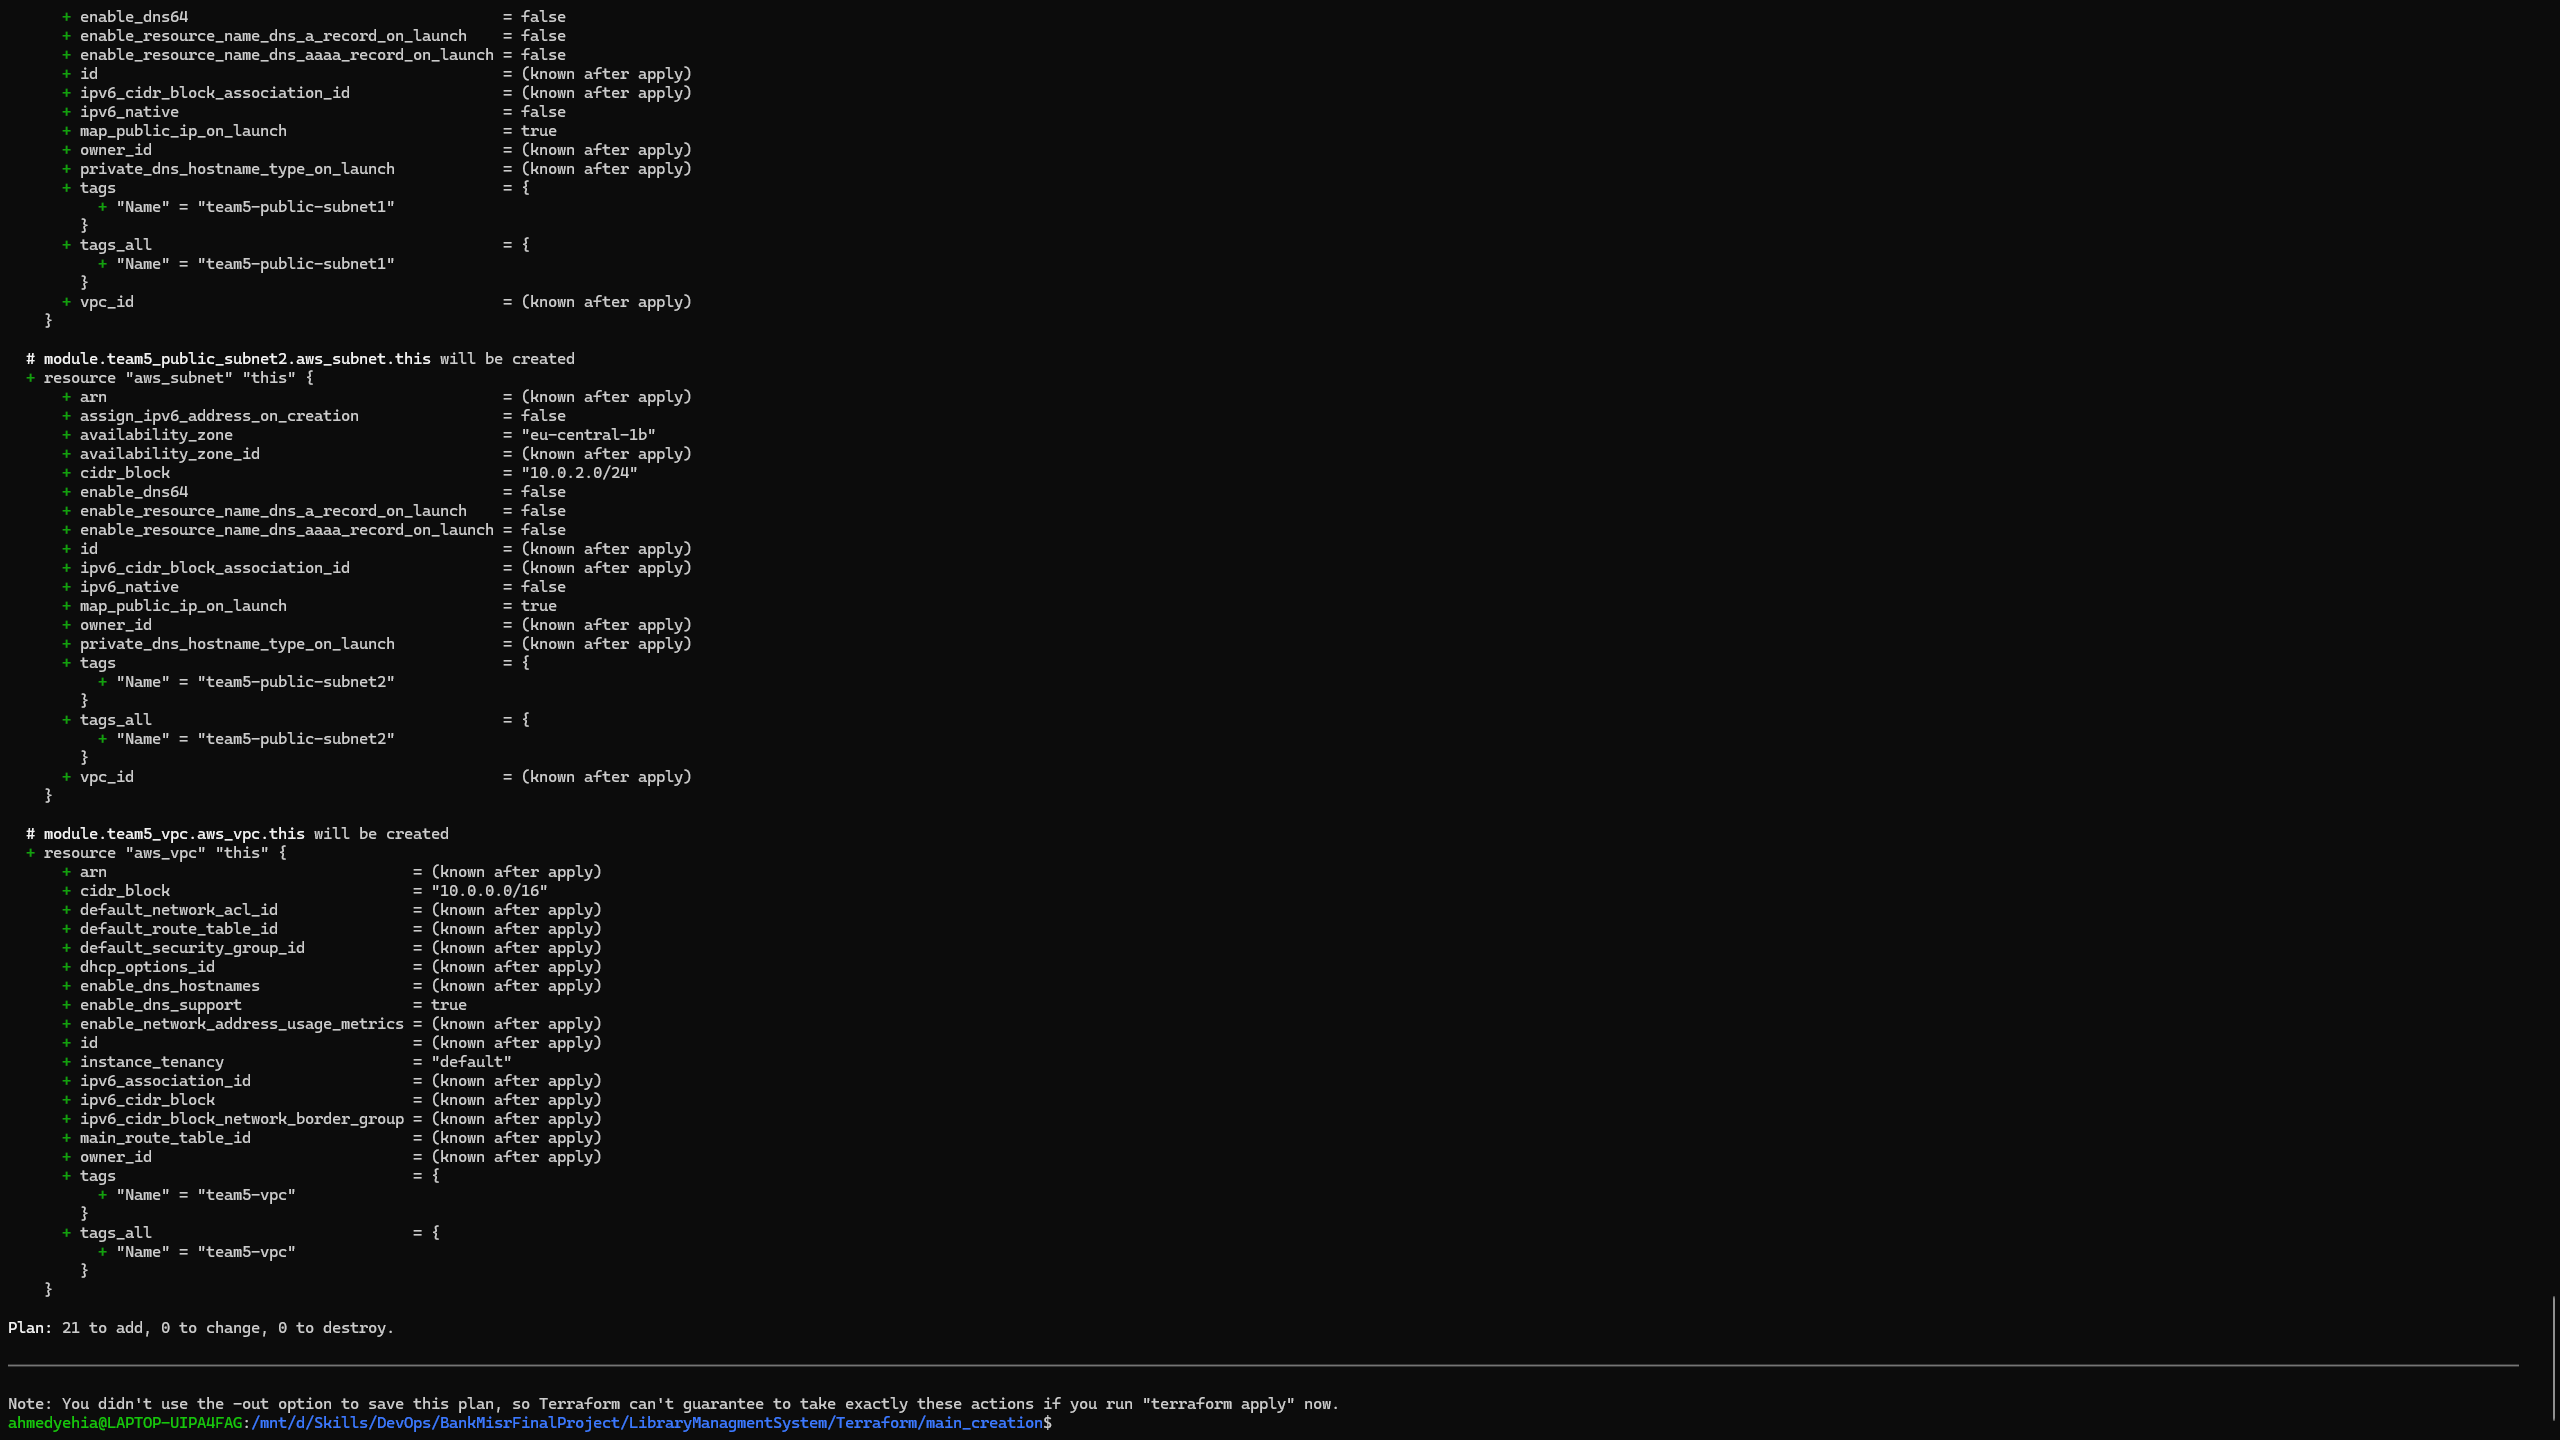 + enable_dns64 = false
+ enable_resource_name_dns_a_record_on_launch = false
+ enable_resource_name_dns_aaaa_record_on_launch = false
+ id = (known after apply)
+ ipv6_cidr_block_association_id = (known after apply)
+ ipv6_native = false
+ map_public_ip_on_launch = true
+ owner_id = (known after apply)
+ private_dns_hostname_type_on_launch = (known after apply)
+ tags = {
+ "Name" = "team5-public-subnet1"
}
+ tags_all = {
+ "Name" = "team5-public-subnet1"
}
+ vpc_id = (known after apply)
}
# module.team5_public_subnet2.aws_subnet.this will be created
+ resource "aws_subnet" "this" {
+ arn = (known after apply)
+ assign_ipv6_address_on_creation = false
+ availability_zone = "eu-central-1b"
+ availability_zone_id = (known after apply)
+ cidr_block = "10.0.2.0/24"
+ enable_dns64 = false
+ enable_resource_name_dns_a_record_on_launch = false
+ enable_resource_name_dns_aaaa_record_on_launch = false
+ id = (known after apply)
+ ipv6_cidr_block_association_id = (known after apply)
+ ipv6_native = false
+ map_public_ip_on_launch = true
+ owner_id = (known after apply)
+ private_dns_hostname_type_on_launch = (known after apply)
+ tags = {
+ "Name" = "team5-public-subnet2"
}
+ tags_all = {
+ "Name" = "team5-public-subnet2"
}
+ vpc_id = (known after apply)
}
# module.team5_vpc.aws_vpc.this will be created
+ resource "aws_vpc" "this" {
+ arn = (known after apply)
+ cidr_block = "10.0.0.0/16"
+ default_network_acl_id = (known after apply)
+ default_route_table_id = (known after apply)
+ default_security_group_id = (known after apply)
+ dhcp_options_id = (known after apply)
+ enable_dns_hostnames = (known after apply)
+ enable_dns_support = true
+ enable_network_address_usage_metrics = (known after apply)
+ id = (known after apply)
+ instance_tenancy = "default"
+ ipv6_association_id = (known after apply)
+ ipv6_cidr_block = (known after apply)
+ ipv6_cidr_block_network_border_group = (known after apply)
+ main_route_table_id = (known after apply)
+ owner_id = (known after apply)
+ tags = {
+ "Name" = "team5-vpc"
}
+ tags_all = {
+ "Name" = "team5-vpc"
}
}
Plan: 21 to add, 0 to change, 0 to destroy.
Note: You didn't use the -out option to save this plan, so Terraform can't guarantee to take exactly these actions if you run "terraform apply" now.
ahmedyehia@LAPTOP-UIPA4FAG:/mnt/d/Skills/DevOps/BankMisrFinalProject/LibraryManagmentSystem/Terraform/main_creation$